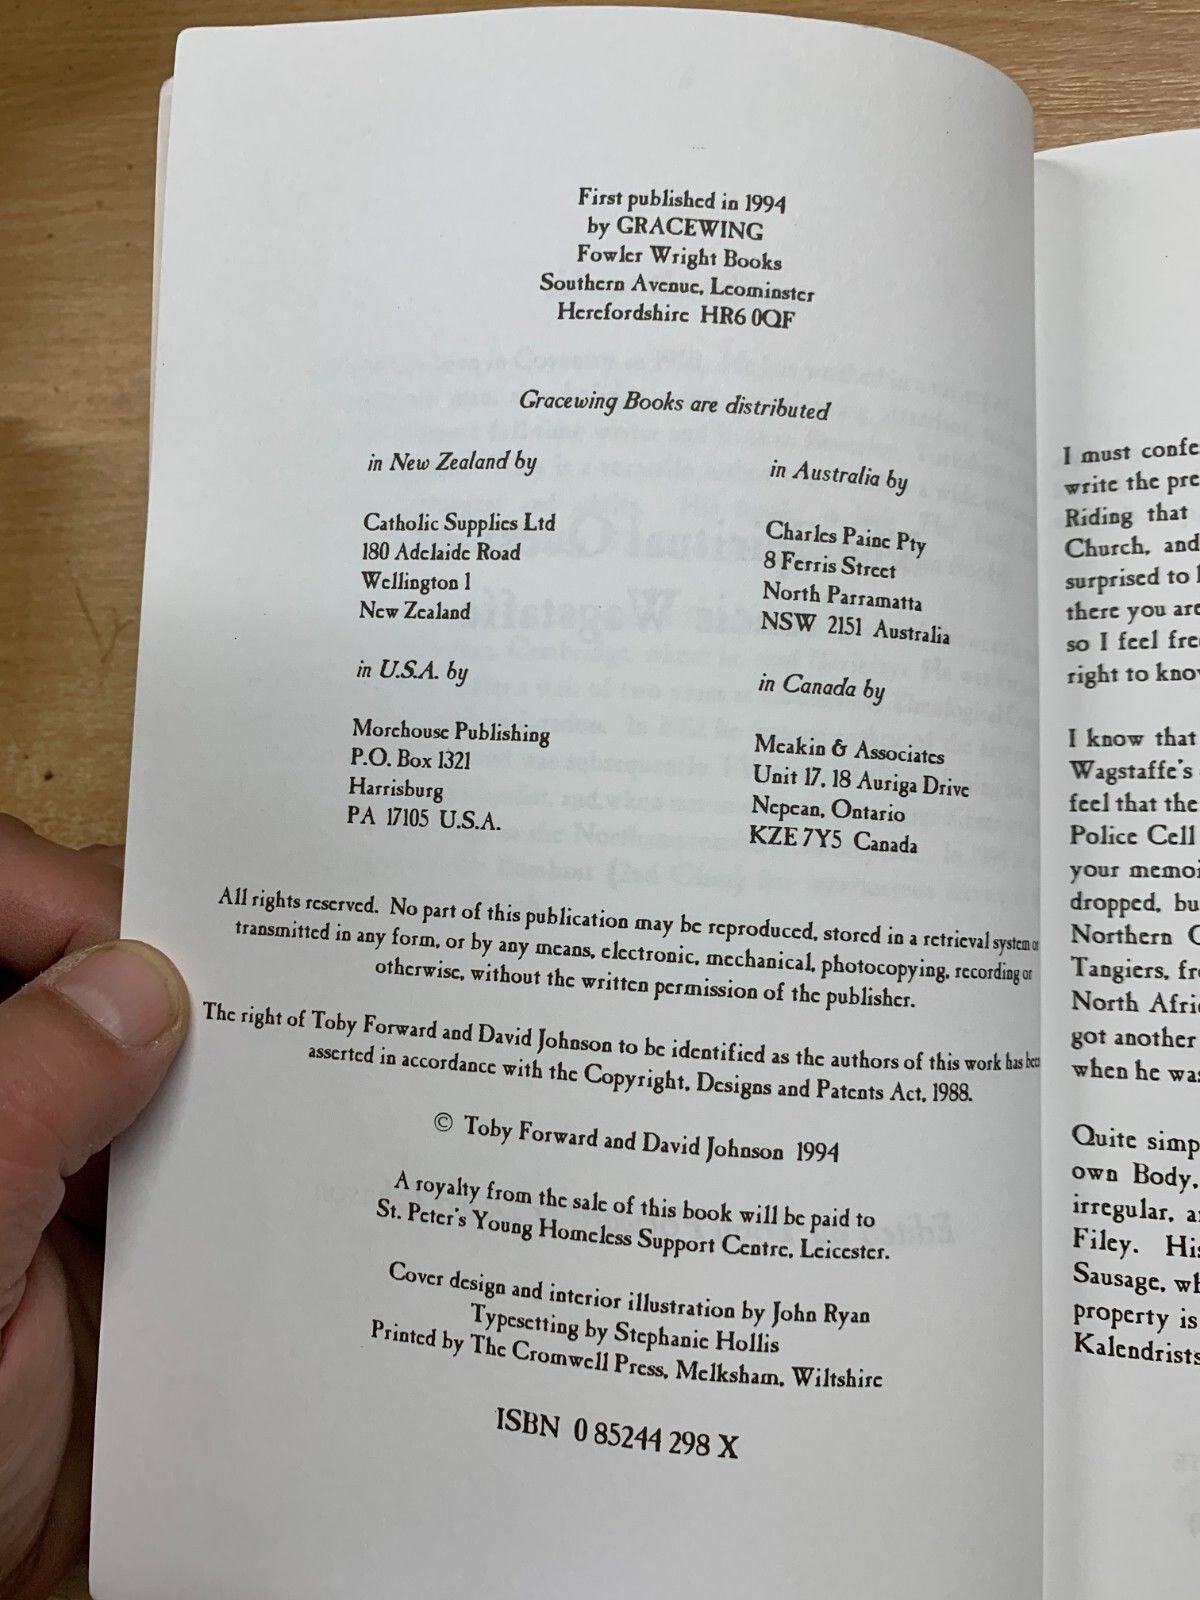 First published in 1994
by GRACEWING
Fowler Wright Books
Southern Avenue, Leominster
Herefordshire HR6 0QF
Gracewing Books are distributed
in New Zealand by
Catholic Supplies Ltd
180 Adelaide Road
Wellington 1
New Zealand
in Australia by
Charles Paine Pty
8 Ferris Street
North Parramatta
NSW 2151 Australia
in U.S.A. by
Morehouse Publishing
P.O. Box 1321
Harrisburg
PA 17105 U.S.A.
in Canada by
Meakin & Associates
Unit 17, 18 Auriga Drive
Nepean, Ontario
KZE 7Y5 Canada
All rights reserved. No part of this publication may be reproduced, stored in a retrieval system or
transmitted in any form, or by any means, electronic, mechanical, photocopying, recording or
otherwise, without the written permission of the publisher.
The right of Toby Forward and David Johnson to be identified as the authors of this work has been
asserted in accordance with the Copyright, Designs and Patents Act, 1988.
© Toby Forward and David Johnson 1994
A royalty from the sale of this book will be paid to
St. Peter's Young Homeless Support Centre, Leicester.
Cover design and interior illustration by John Ryan
Typesetting by Stephanie Hollis
Printed by The Cromwell Press, Melksham, Wiltshire
ISBN 0 85244 298 X
I must confe
write the pre
Riding that
Church, and
surprised to
there you are
so I feel fre
right to know
I know that
Wagstaffe's
feel that the
Police Cell
your memoi
dropped, bu
Northern
Tangiers, fr
North Afri
got another
when he was
Quite simp
own Body,
irregular, a
Filey. His
Sausage, wh
property is
Kalendrists